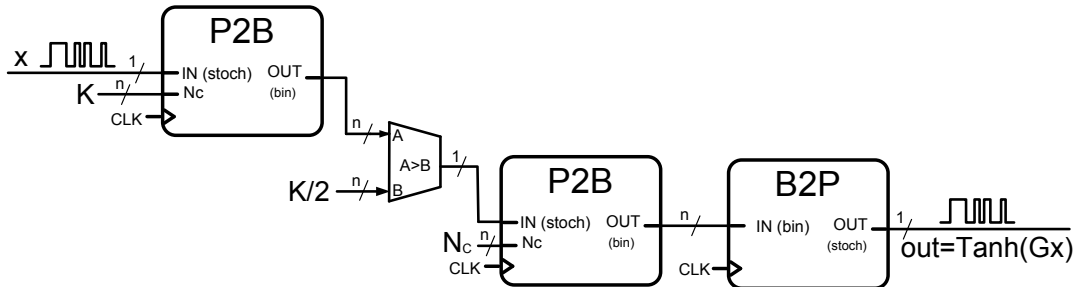 P2B
x
1
IN (stoch)
OUT
(bin)
K
n
Nc
CLK
n
A
A>B
1
K/2
n
B
P2B
IN (stoch)
OUT
(bin)
NC
n
Nc
CLK
n
B2P
IN (bin)
OUT
(stoch)
CLK
1
out=Tanh(Gx)